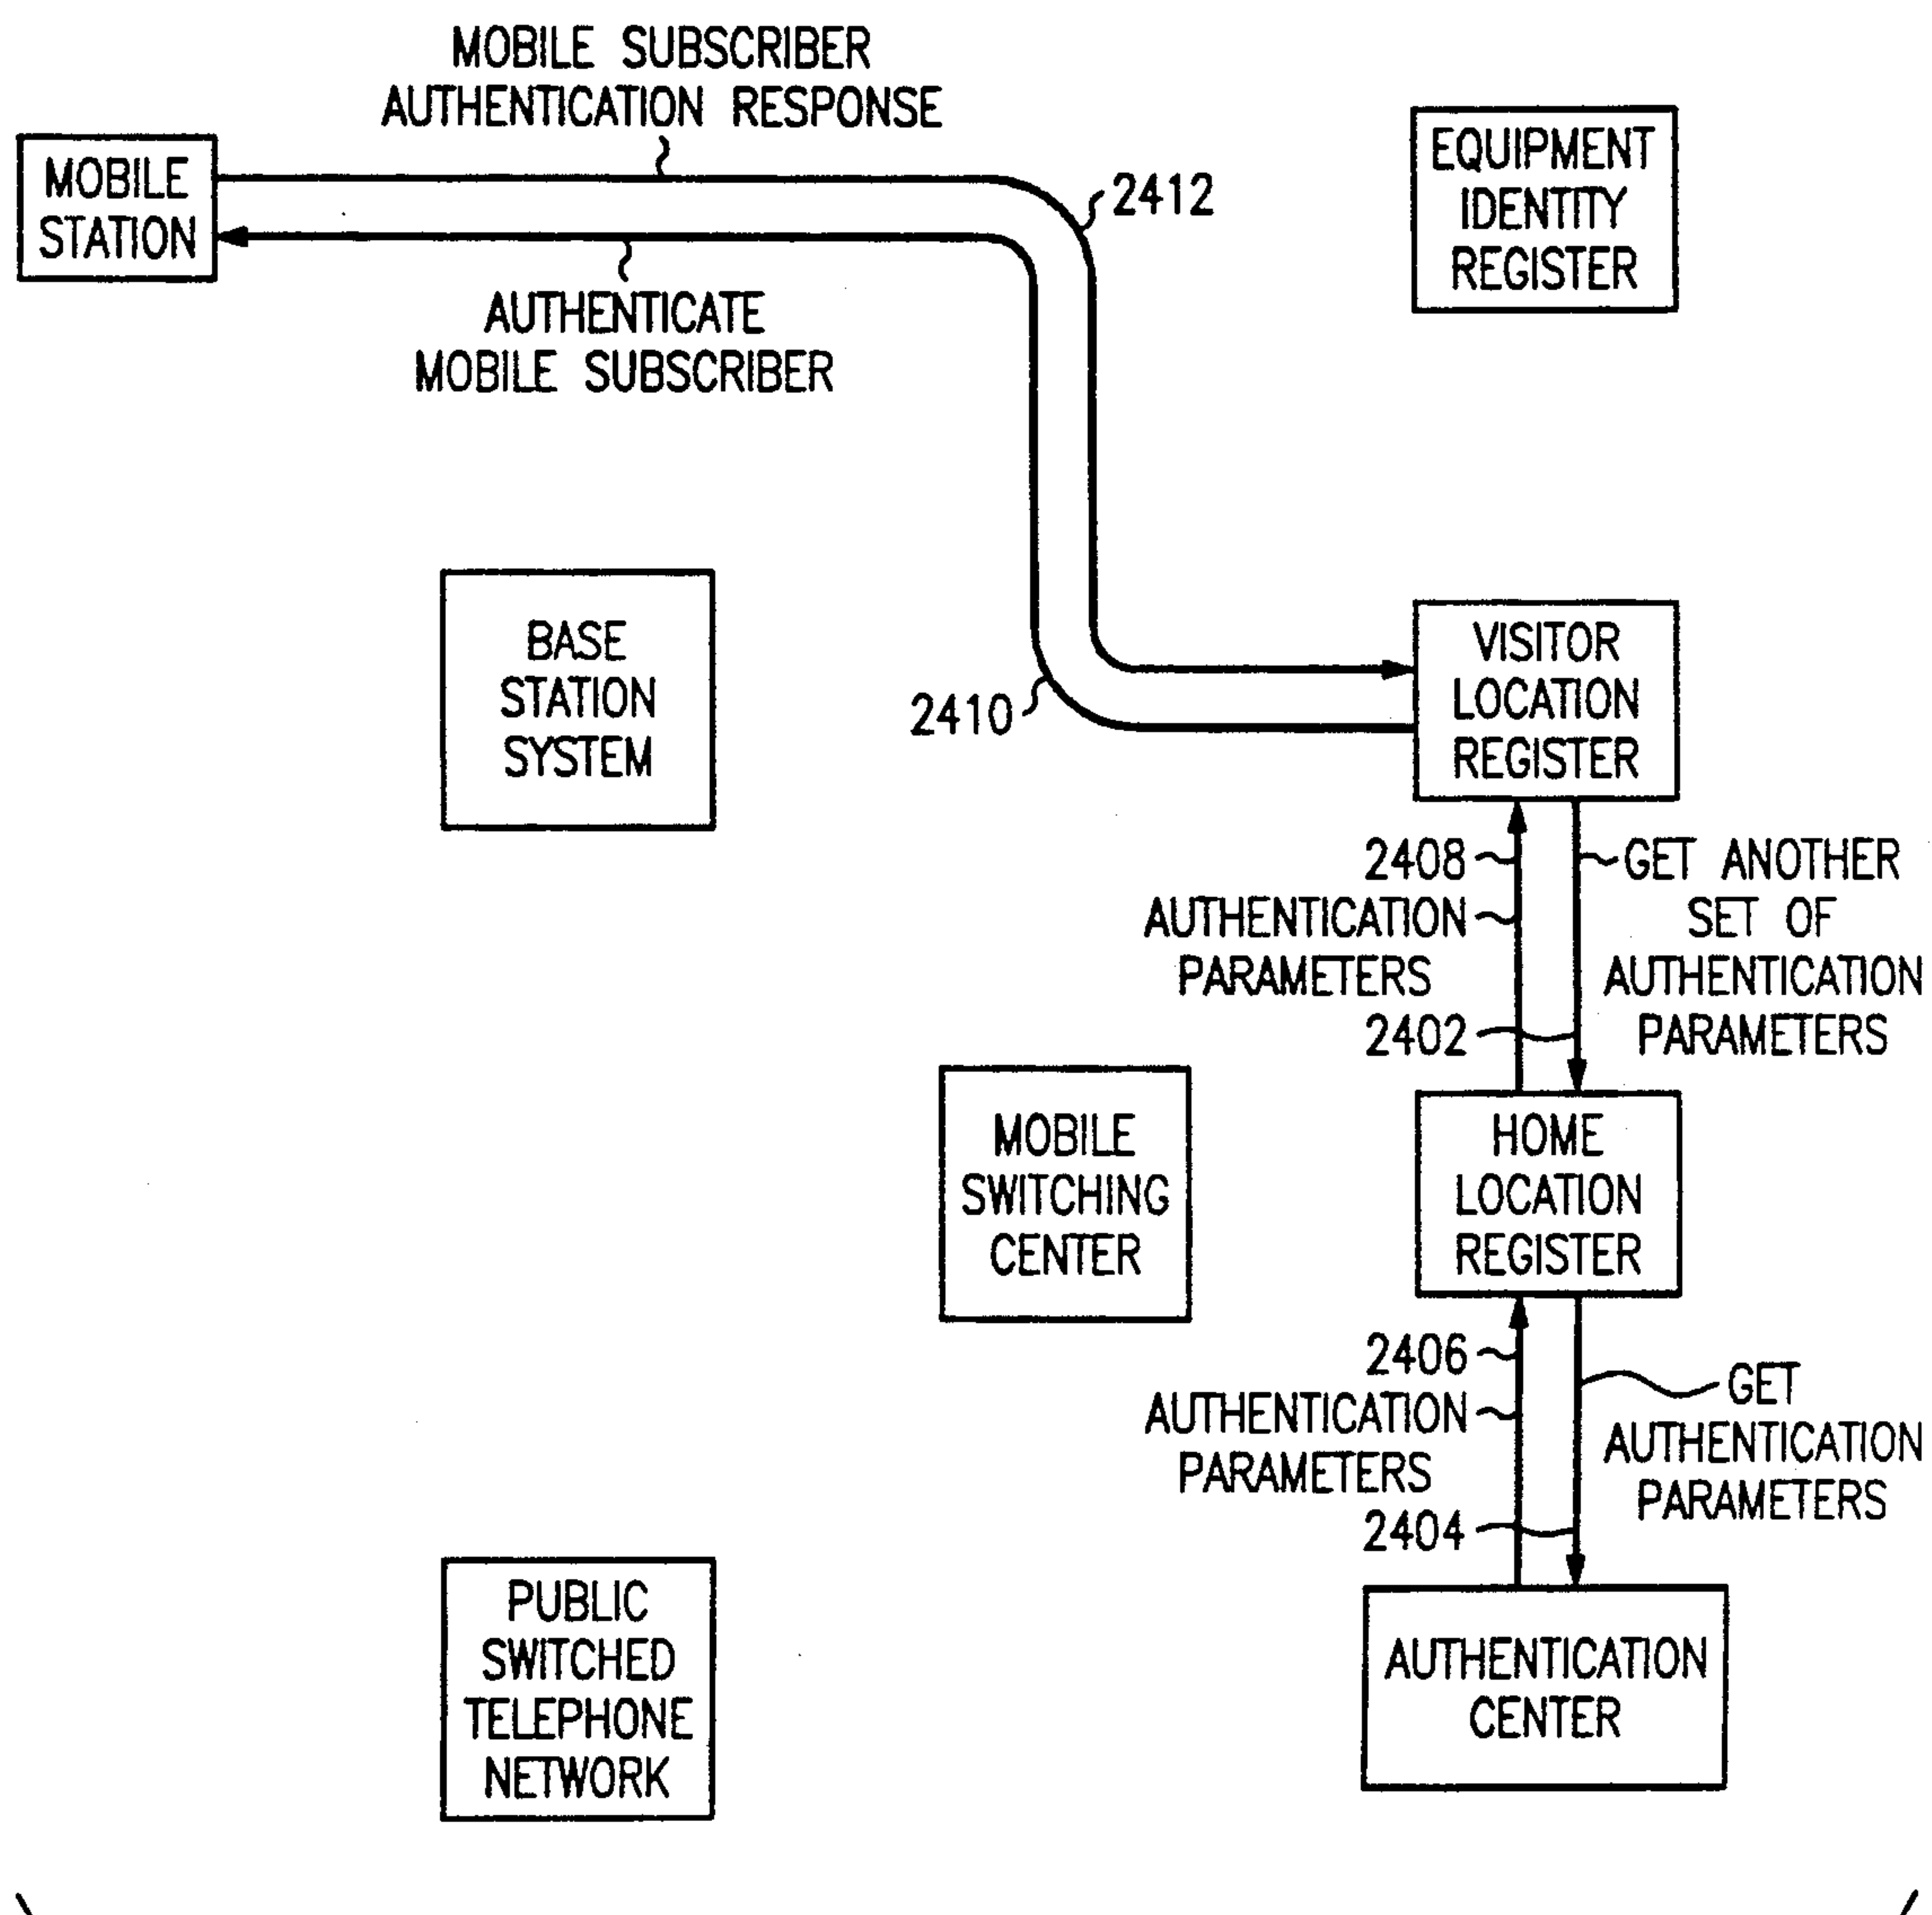 MOBILE SUBSCRIBER
AUTHENTICATION RESPONSE
MOBILE
STATION
2412
EQUIPMENT
IDENTITY
REGISTER
AUTHENTICATE
MOBILE SUBSCRIBER
BASE
STATION
SYSTEM
2410
VISITOR
LOCATION
REGISTER
2408
AUTHENTICATION
PARAMETERS
2402
GET ANOTHER
SET OF
AUTHENTICATION
PARAMETERS
MOBILE
SWITCHING
CENTER
HOME
LOCATION
REGISTER
2406
AUTHENTICATION
PARAMETERS
2404
GET
AUTHENTICATION
PARAMETERS
PUBLIC
SWITCHED
TELEPHONE
NETWORK
AUTHENTICATION
CENTER